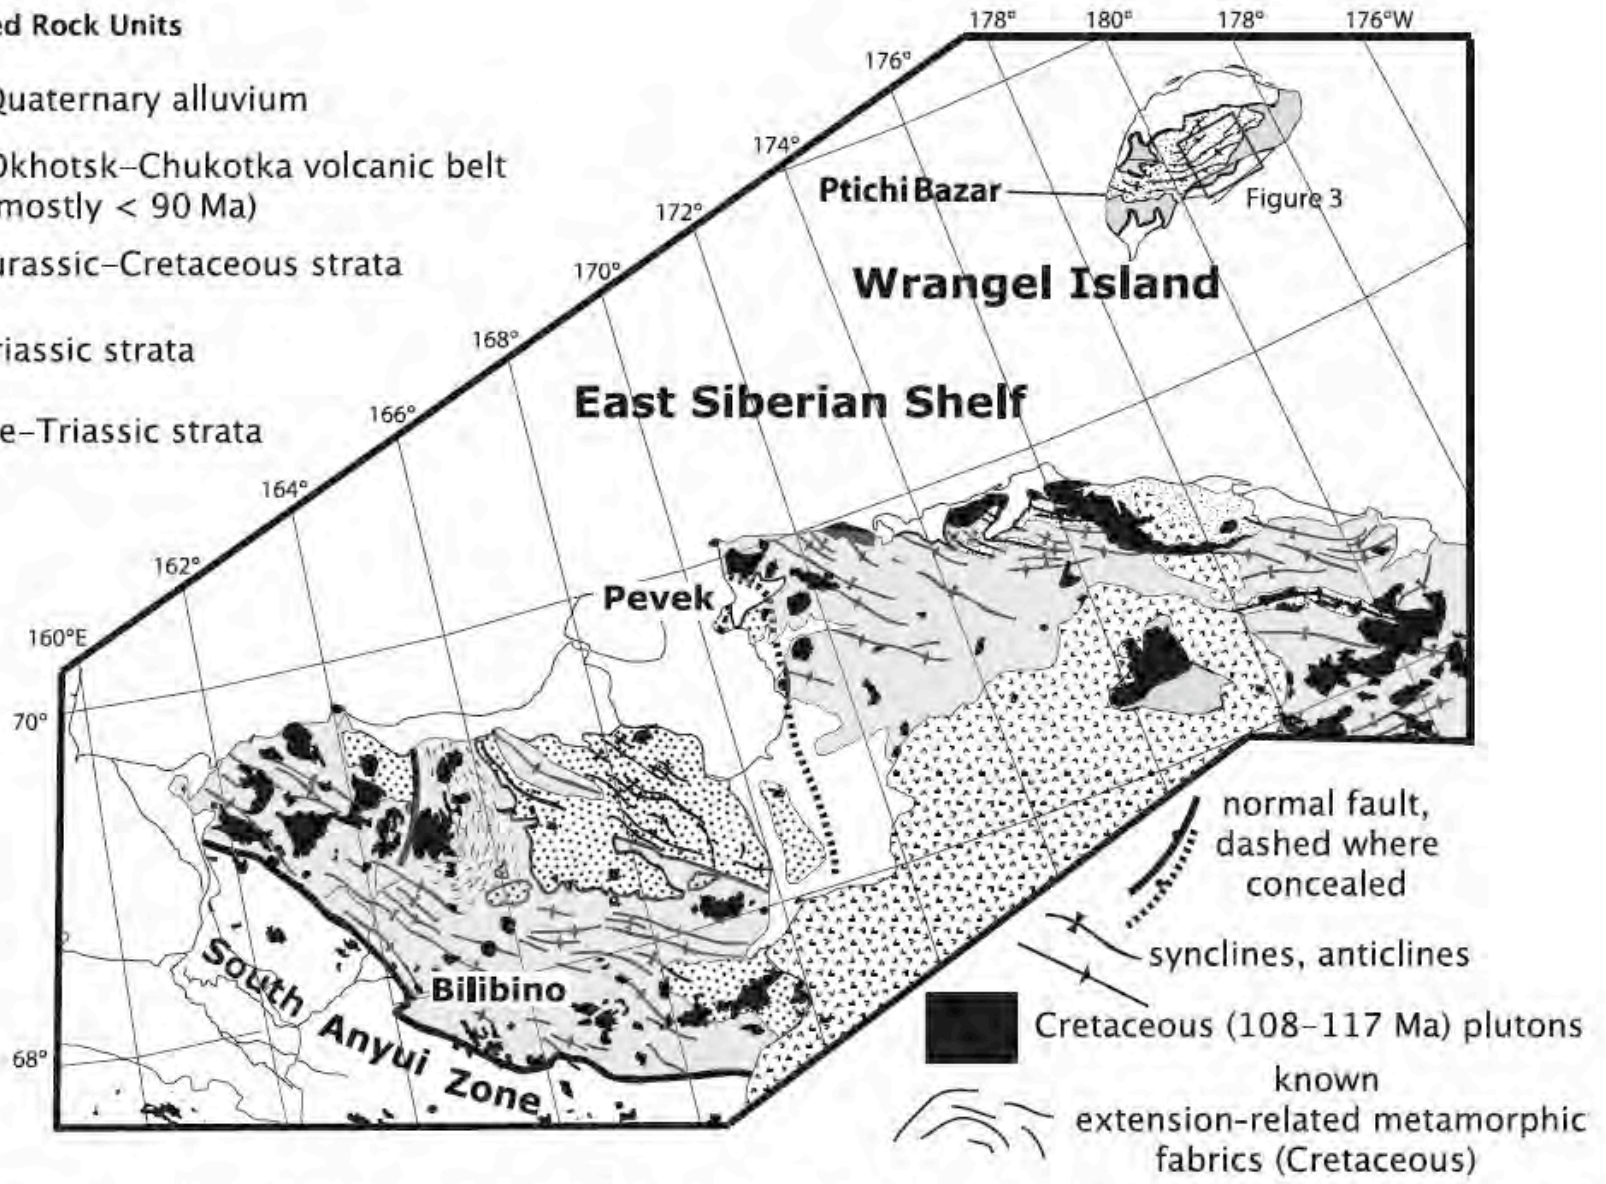 ed Rock Units
Quaternary alluvium
Okhotsk–Chukotka volcanic belt
(mostly < 90 Ma)
urassic–Cretaceous strata
riassic strata
e–Triassic strata
178° 180° 178° 176°W
176°
174°
172°
170°
168°
166°
164°
162°
160°E
70°
68°
Ptichi Bazar
Figure 3
Wrangel Island
East Siberian Shelf
Pevek
Bilibino
South Anyui Zone
normal fault,
dashed where
concealed
synclines, anticlines
Cretaceous (108–117 Ma) plutons
known
extension-related metamorphic
fabrics (Cretaceous)